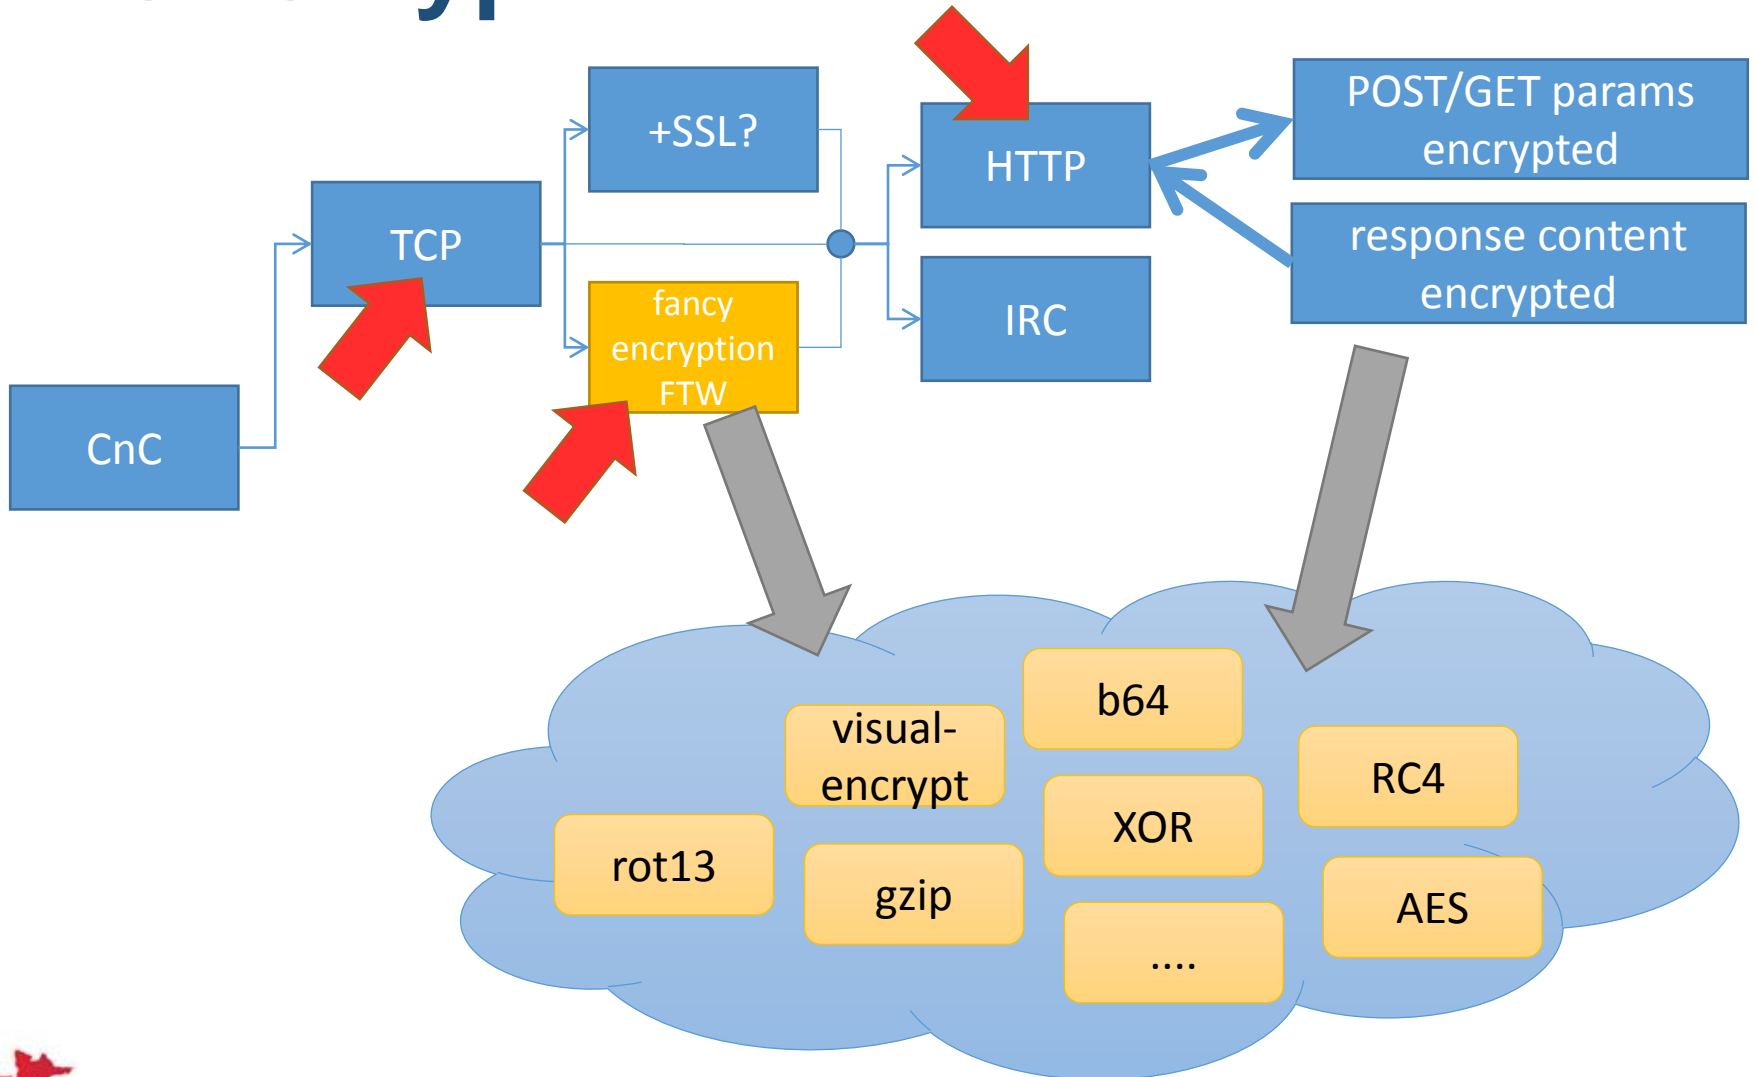 +SSL?
POST/GET params
encrypted
HTTP
TCP
response content
encrypted
fancy
encryption
FTW
IRC
CnC
b64
visual-
encrypt
RC4
XOR
rot13
gzip
AES
....